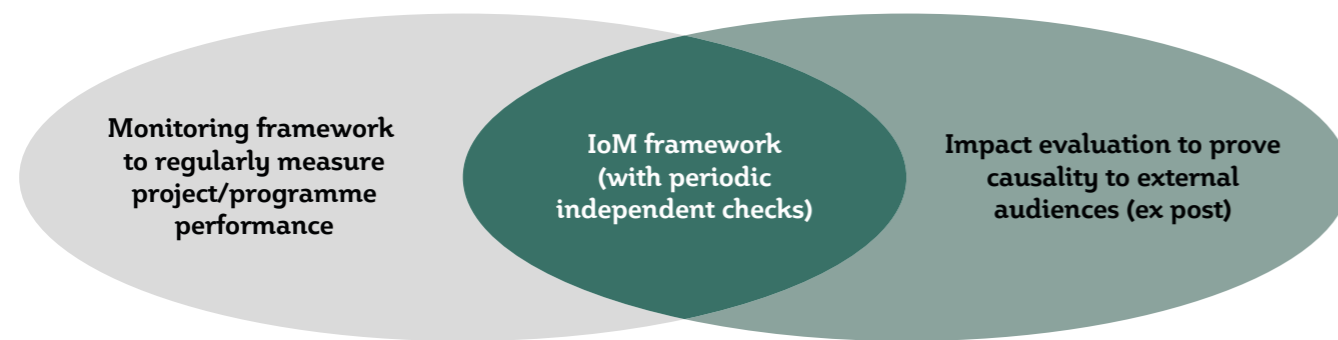 Monitoring framework
to regularly measure
project/programme
performance
IoM framework
(with periodic
independent checks)
Impact evaluation to prove
causality to external
audiences (ex post)